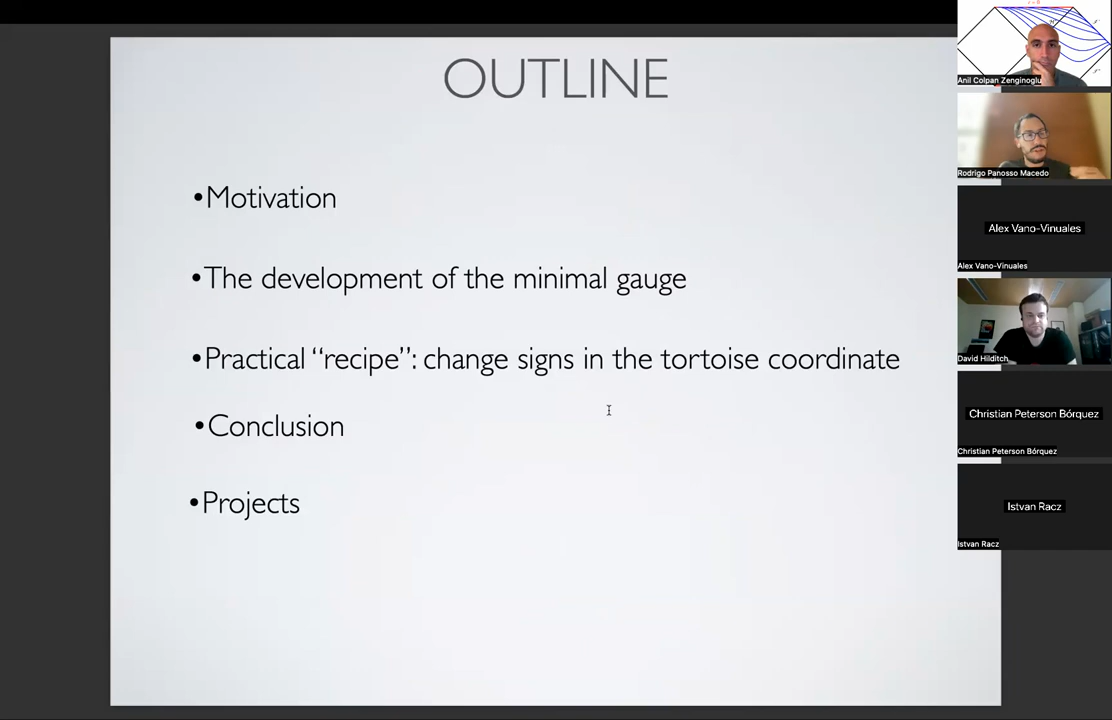 OUTLINE
•Motivation
•The development of the minimal gauge
•Practical “recipe”: change signs in the tortoise coordinate
•Conclusion
•Projects
Anil Colpan Zenginoglu
Rodrigo Panosso Macedo
Alex Vano-Vinuales
Alex Vano-Vinuales
David Hilditch
Christian Peterson Bórquez
Christian Peterson Bórquez
Istvan Racz
Istvan Racz